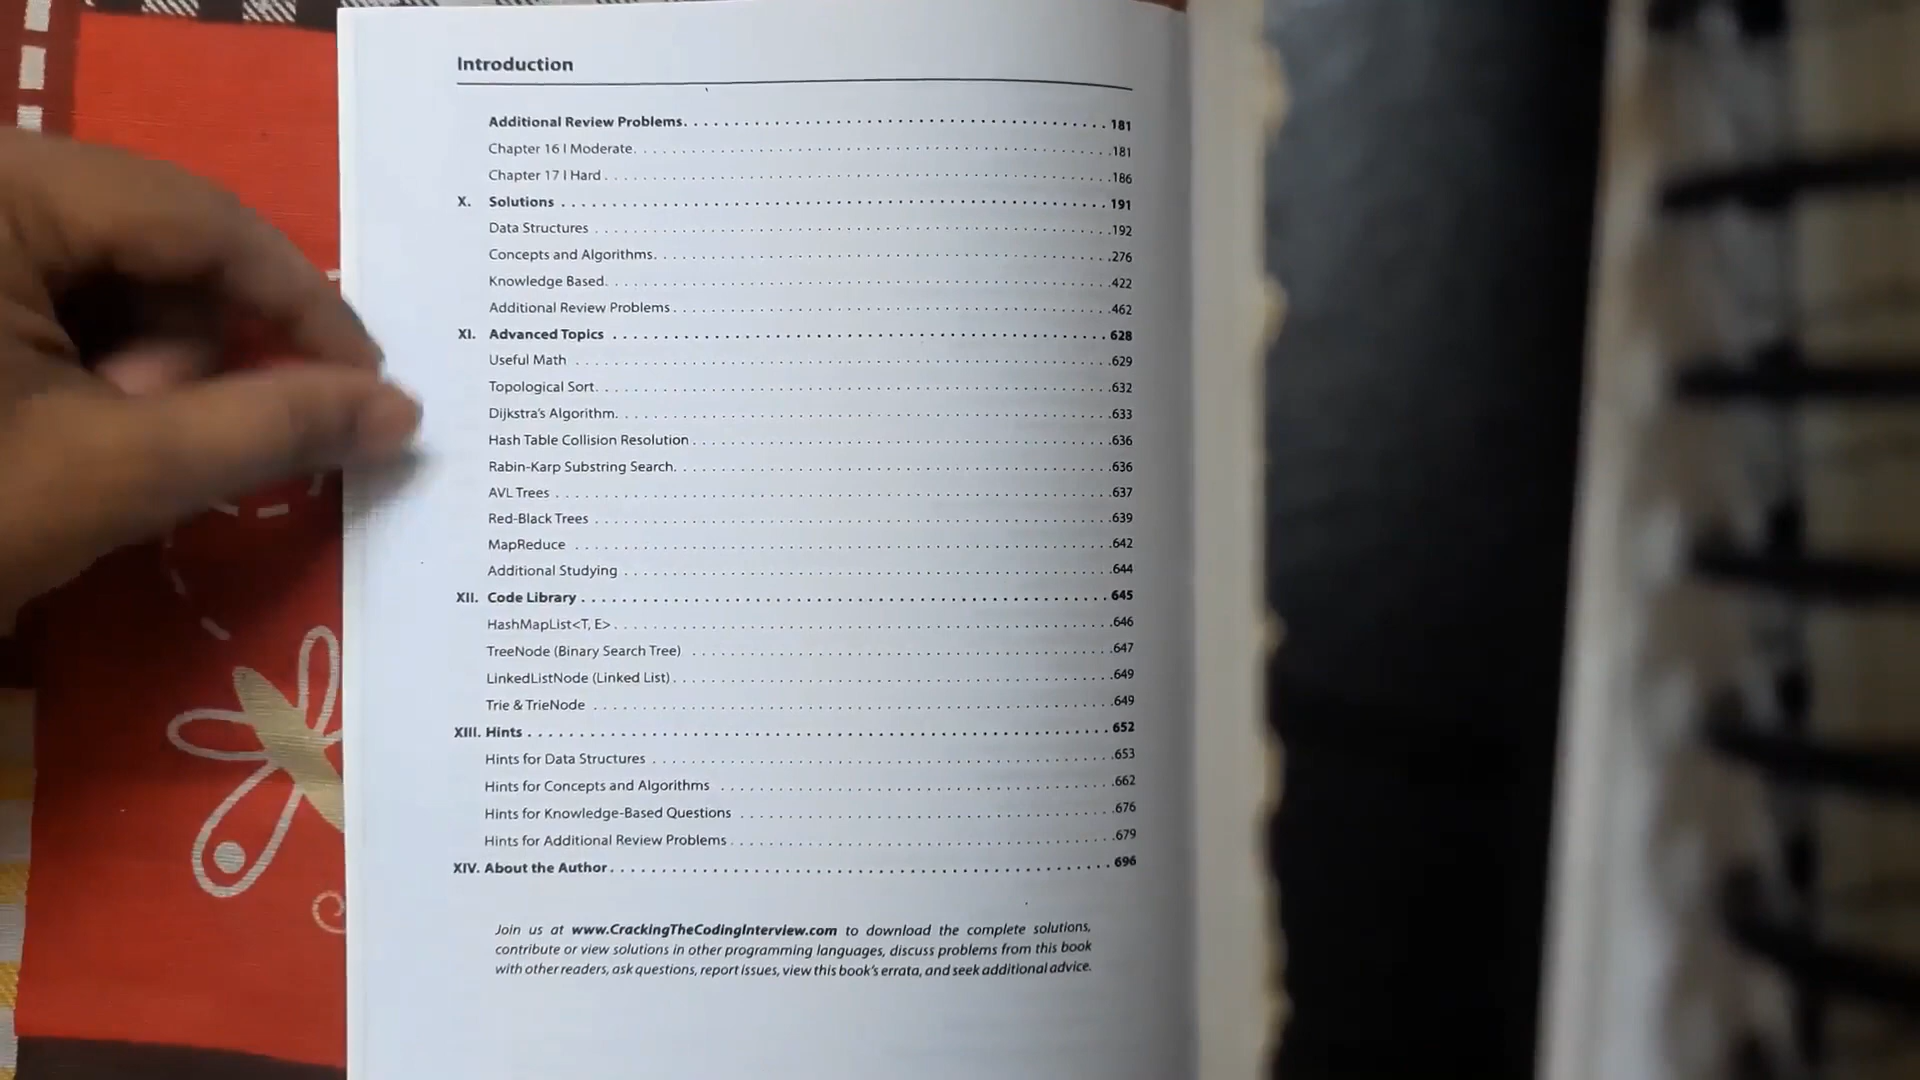 Introduction
Additional Review Problems. . . . . . . . . . . . . . . . . . . . . . . . . . . . . . . 181
Chapter 16 | Moderate. . . . . . . . . . . . . . . . . . . . . . . . . . . . . . . . .181
Chapter 17 | Hard . . . . . . . . . . . . . . . . . . . . . . . . . . . . . . . . . . .186
X. Solutions . . . . . . . . . . . . . . . . . . . . . . . . . . . . . . . . . . . . . 191
Data Structures . . . . . . . . . . . . . . . . . . . . . . . . . . . . . . . . . . . .192
Concepts and Algorithms. . . . . . . . . . . . . . . . . . . . . . . . . . . . . . . .276
Knowledge Based. . . . . . . . . . . . . . . . . . . . . . . . . . . . . . . . . . . .422
Additional Review Problems . . . . . . . . . . . . . . . . . . . . . . . . . . . . . .462
XI. Advanced Topics . . . . . . . . . . . . . . . . . . . . . . . . . . . . . . . . . 628
Useful Math . . . . . . . . . . . . . . . . . . . . . . . . . . . . . . . . . . . . . .629
Topological Sort. . . . . . . . . . . . . . . . . . . . . . . . . . . . . . . . . . . .632
Dijkstra's Algorithm. . . . . . . . . . . . . . . . . . . . . . . . . . . . . . . . . .633
Hash Table Collision Resolution . . . . . . . . . . . . . . . . . . . . . . . . . . . .636
Rabin-Karp Substring Search. . . . . . . . . . . . . . . . . . . . . . . . . . . . . .636
AVL Trees . . . . . . . . . . . . . . . . . . . . . . . . . . . . . . . . . . . . . . .637
Red-Black Trees . . . . . . . . . . . . . . . . . . . . . . . . . . . . . . . . . . . .639
MapReduce . . . . . . . . . . . . . . . . . . . . . . . . . . . . . . . . . . . . . . .642
Additional Studying . . . . . . . . . . . . . . . . . . . . . . . . . . . . . . . . . .644
XII. Code Library . . . . . . . . . . . . . . . . . . . . . . . . . . . . . . . . . . . 645
HashMapList<T, E> . . . . . . . . . . . . . . . . . . . . . . . . . . . . . . . . . . .646
TreeNode (Binary Search Tree) . . . . . . . . . . . . . . . . . . . . . . . . . . . . .647
LinkedListNode (Linked List) . . . . . . . . . . . . . . . . . . . . . . . . . . . . . .649
Trie & TrieNode . . . . . . . . . . . . . . . . . . . . . . . . . . . . . . . . . . . .649
XIII. Hints . . . . . . . . . . . . . . . . . . . . . . . . . . . . . . . . . . . . . . 652
Hints for Data Structures . . . . . . . . . . . . . . . . . . . . . . . . . . . . . . .653
Hints for Concepts and Algorithms . . . . . . . . . . . . . . . . . . . . . . . . . . .662
Hints for Knowledge-Based Questions . . . . . . . . . . . . . . . . . . . . . . . . . .676
Hints for Additional Review Problems . . . . . . . . . . . . . . . . . . . . . . . . . .679
XIV. About the Author . . . . . . . . . . . . . . . . . . . . . . . . . . . . . . . . . 696
Join us at www.CrackingTheCodingInterview.com to download the complete solutions,
contribute or view solutions in other programming languages, discuss problems from this book
with other readers, ask questions, report issues, view this book's errata, and seek additional advice.